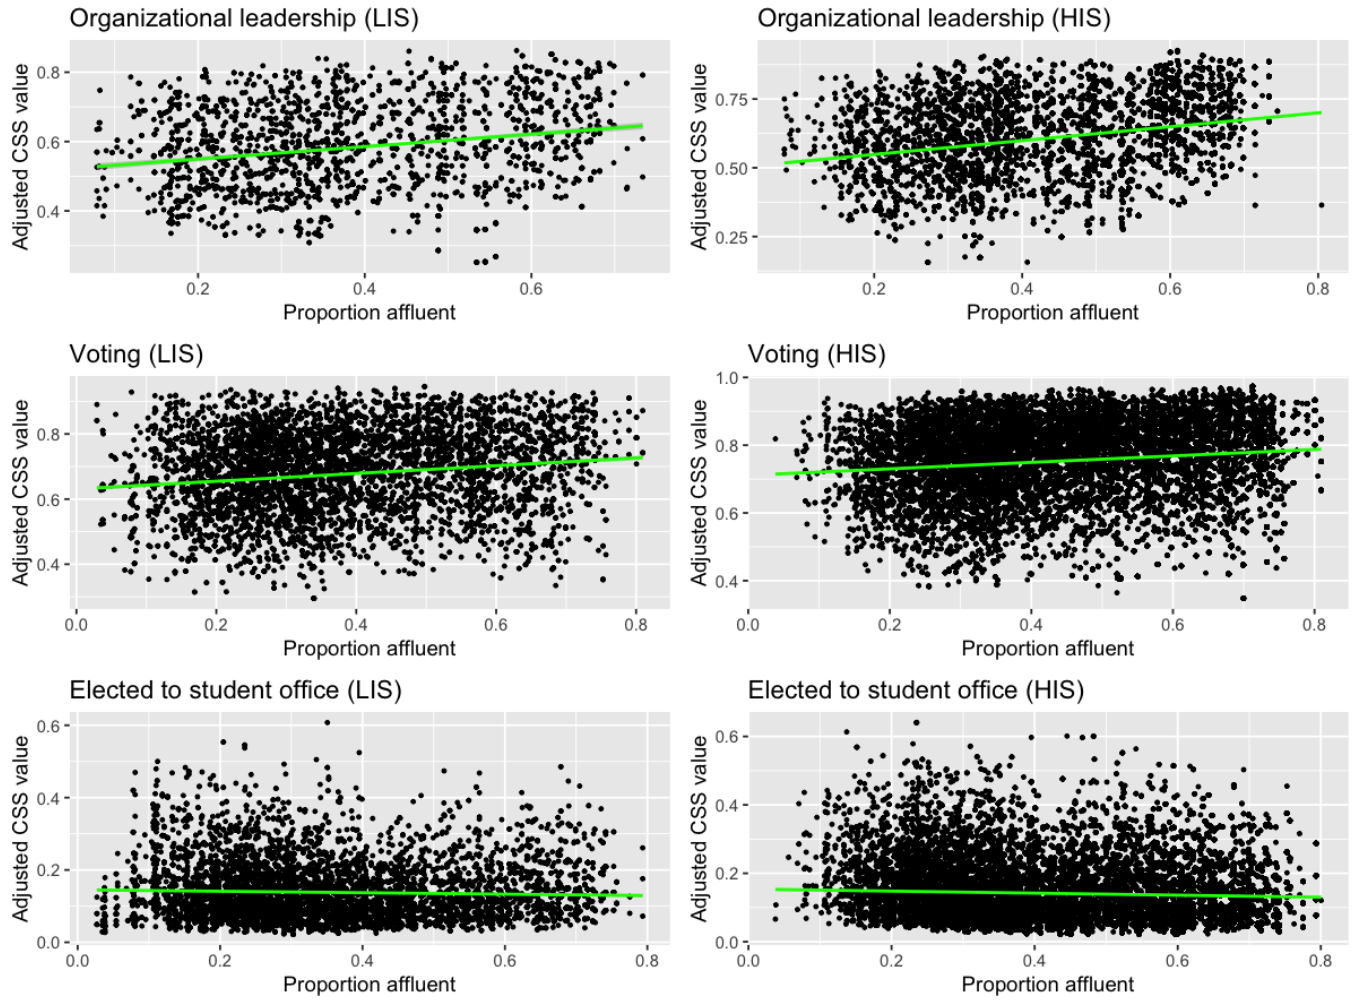 Organizational leadership (LIS)
Adjusted CSS value
0.8
0.6
0.4
0.2 0.4 0.6
Proportion affluent
Organizational leadership (HIS)
Adjusted CSS value
0.75
0.50
0.25
0.2 0.4 0.6 0.8
Proportion affluent
Voting (LIS)
Adjusted CSS value
0.8
0.6
0.4
0.0 0.2 0.4 0.6 0.8
Proportion affluent
Voting (HIS)
Adjusted CSS value
1.0
0.8
0.6
0.4
0.0 0.2 0.4 0.6 0.8
Proportion affluent
Elected to student office (LIS)
Adjusted CSS value
0.6
0.4
0.2
0.0
0.0 0.2 0.4 0.6 0.8
Proportion affluent
Elected to student office (HIS)
Adjusted CSS value
0.6
0.4
0.2
0.0
0.0 0.2 0.4 0.6 0.8
Proportion affluent